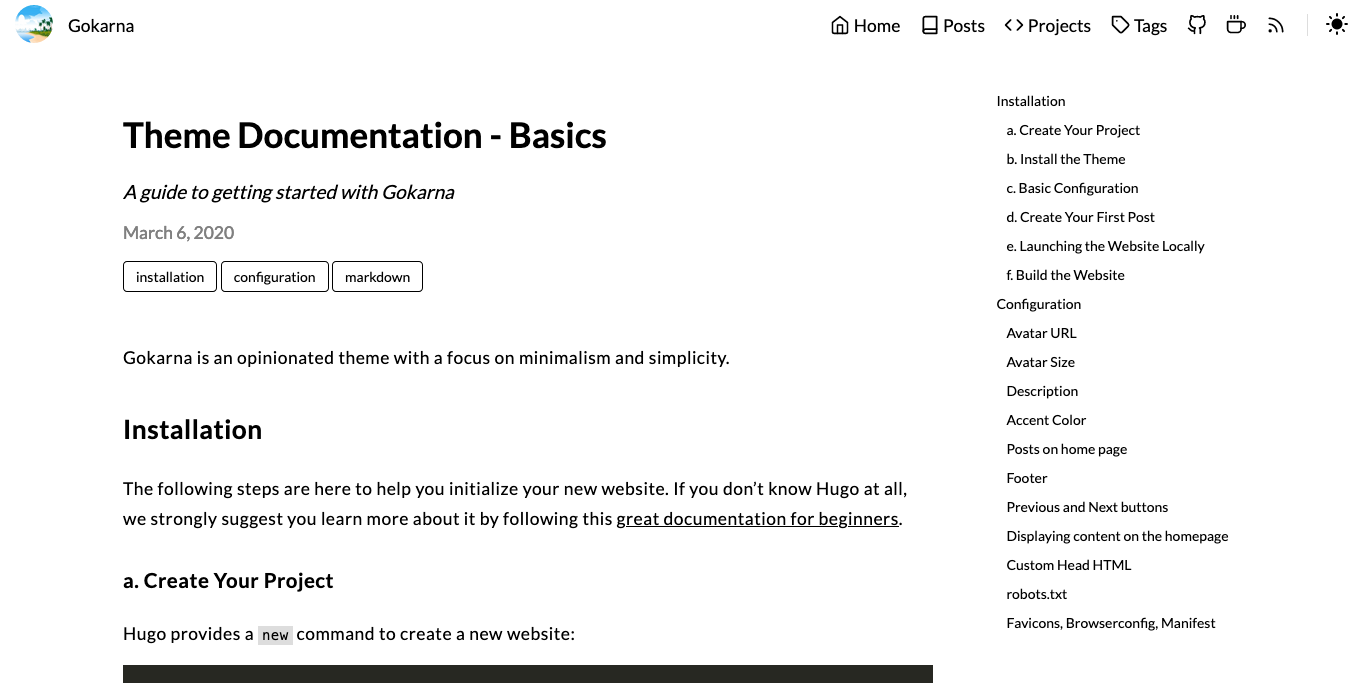 Gokarna
Home Posts Projects Tags
Theme Documentation - Basics
A guide to getting started with Gokarna
March 6, 2020
installation configuration markdown
Gokarna is an opinionated theme with a focus on minimalism and simplicity.
Installation
The following steps are here to help you initialize your new website. If you don’t know Hugo at all,
we strongly suggest you learn more about it by following this great documentation for beginners.
a. Create Your Project
Hugo provides a new command to create a new website:
Installation
a. Create Your Project
b. Install the Theme
c. Basic Configuration
d. Create Your First Post
e. Launching the Website Locally
f. Build the Website
Configuration
Avatar URL
Avatar Size
Description
Accent Color
Posts on home page
Footer
Previous and Next buttons
Displaying content on the homepage
Custom Head HTML
robots.txt
Favicons, Browserconfig, Manifest